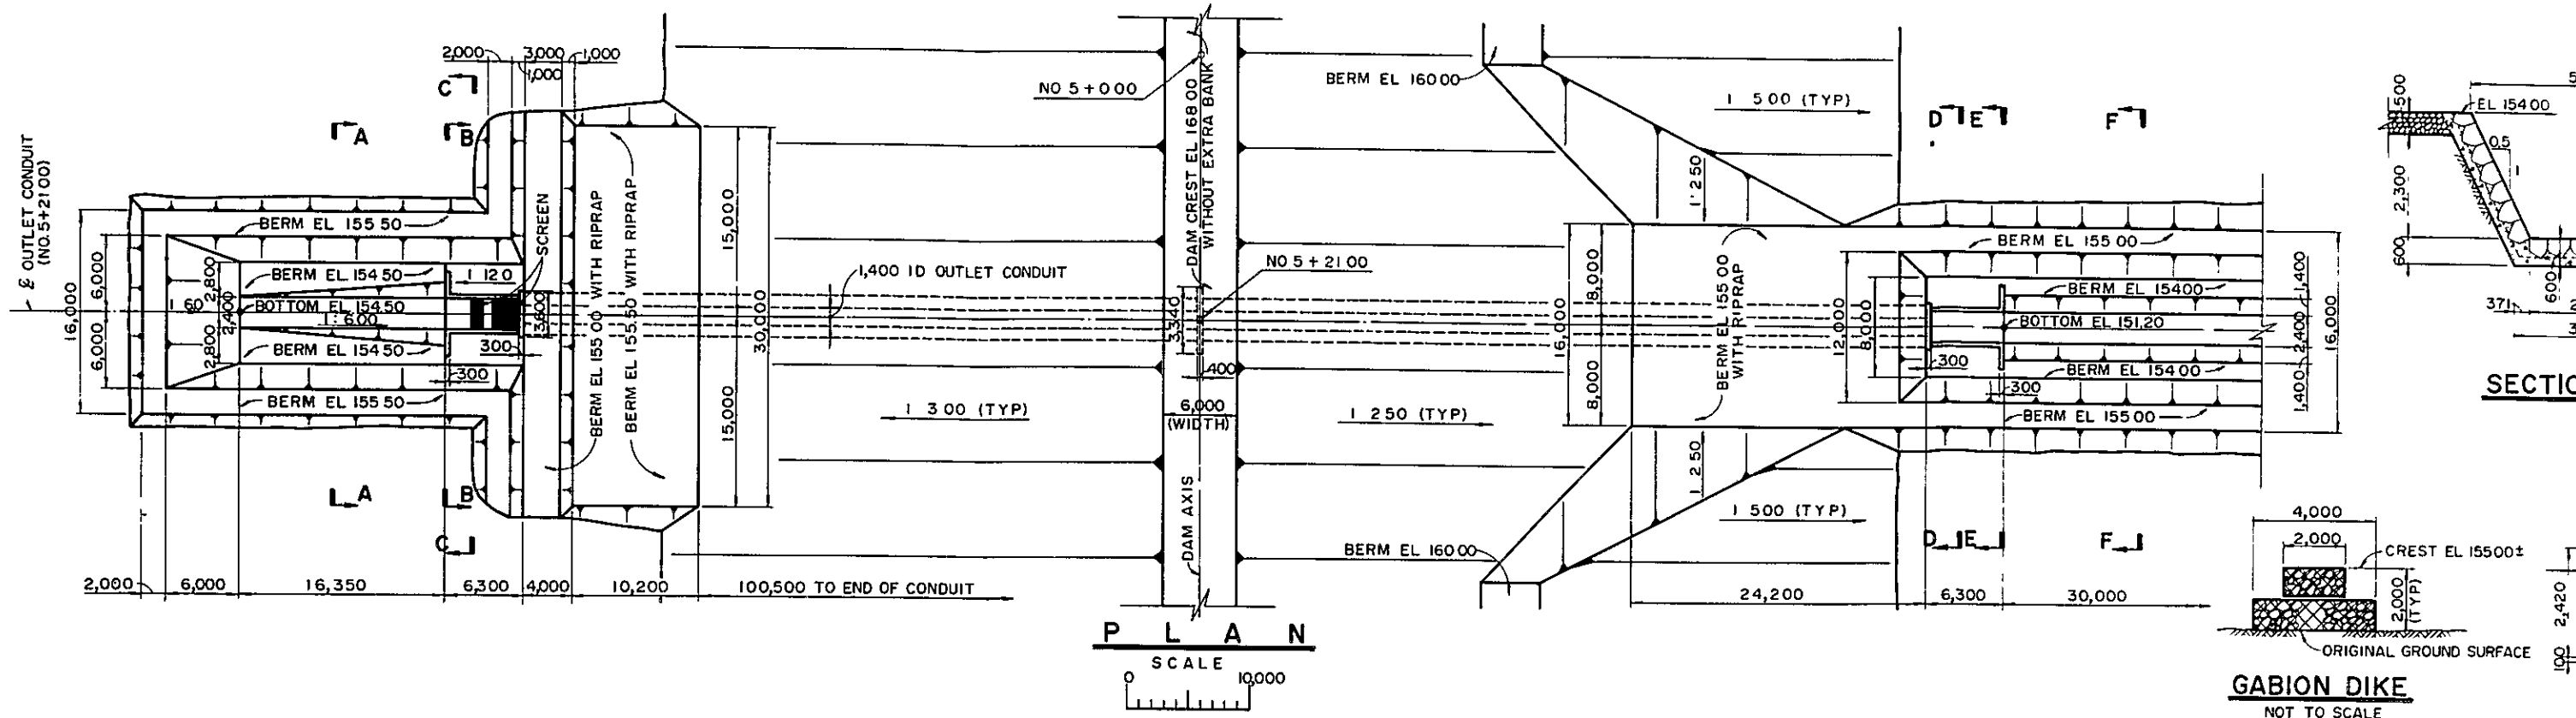 2,000
3,000
1,000
1,000
C
A
B
℄ OUTLET CONDUIT
(NO.5+21 00)
16,000
6,000
6,000
BERM EL 155 50
2,800
2,400
2,800
BERM EL 154 50
1 12 0
1 60
BOTTOM EL 154 50
1 6 00
BERM EL 154 50
300
300
BERM EL 155 50
SCREEN
3,600
BERM EL 155 00 WITH RIPRAP
BERM EL 155.50 WITH RIPRAP
15,000
15,000
30,000
A
B
C
2,000
6,000
16,350
6,300
4,000
10,200
100,500 TO END OF CONDUIT
NO 5+0 00
DAM CREST EL 168 00
WITHOUT EXTRA BANK
1,400 ID OUTLET CONDUIT
NO 5 + 21 00
3,340
400
6,000
(WIDTH)
1 3 00 (TYP)
1 2 50 (TYP)
DAM AXIS
BERM EL 160 00
1 5 00 (TYP)
1 2 50
16,000
8,000
8,000
BERM EL 155 00
WITH RIPRAP
1 2 50
1 5 00 (TYP)
BERM EL 160 00
D
E
F
BERM EL 155 00
BERM EL 154 00
12,000
8,000
BOTTOM EL 151.20
300
300
BERM EL 154 00
BERM EL 155 00
1,400
2,400
1,400
16,000
D
E
F
24,200
6,300
30,000
P L A N
SCALE
0
10,000
5
500
EL 154 00
0.5
1
2,300
600
600
371
2
3
SECTIO
4,000
2,000
CREST EL 155 00±
2,000
(TYP)
ORIGINAL GROUND SURFACE
GABION DIKE
NOT TO SCALE
2,420
100